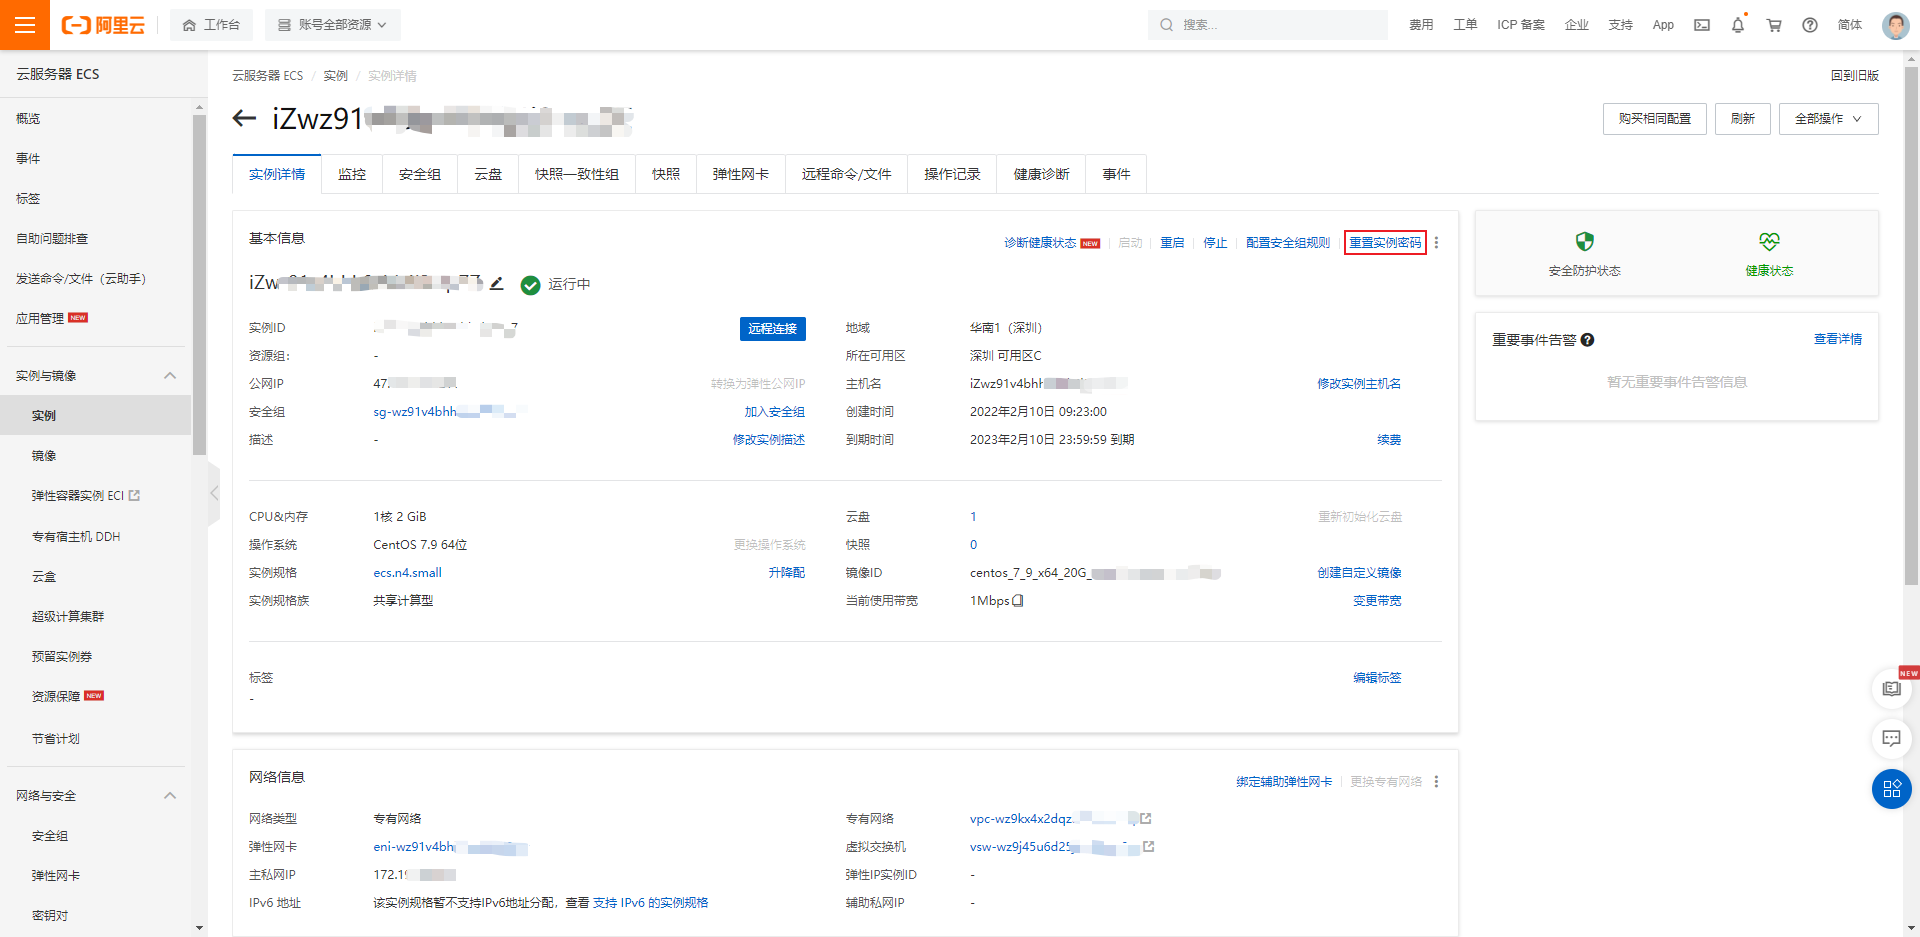 阿里云
工作台
账号全部资源
搜索...
费用
工单
ICP 备案
企业
支持
App
简体
云服务器 ECS
概览
事件
标签
自助问题排查
发送命令/文件（云助手）
应用管理 NEW
实例与镜像
实例
镜像
弹性容器实例 ECI
专有宿主机 DDH
云盒
超级计算集群
预留实例券
资源保障 NEW
节省计划
网络与安全
安全组
弹性网卡
密钥对
云服务器 ECS / 实例 / 实例详情
回到旧版
iZwz91
购买相同配置
刷新
全部操作
实例详情
监控
安全组
云盘
快照一致性组
快照
弹性网卡
远程命令/文件
操作记录
健康诊断
事件
基本信息
诊断健康状态 NEW
启动
重启
停止
配置安全组规则
重置实例密码
iZw
运行中
实例ID
7
远程连接
地域
华南1（深圳）
资源组:
-
所在可用区
深圳 可用区C
公网IP
47.
转换为弹性公网IP
主机名
iZwz91v4bhh
修改实例主机名
安全组
sg-wz91v4bhh
加入安全组
创建时间
2022年2月10日 09:23:00
描述
-
修改实例描述
到期时间
2023年2月10日 23:59:59 到期
续费
CPU&内存
1核 2 GiB
云盘
1
重新初始化云盘
操作系统
CentOS 7.9 64位
更换操作系统
快照
0
实例规格
ecs.n4.small
升降配
镜像ID
centos_7_9_x64_20G_
创建自定义镜像
实例规格族
共享计算型
当前使用带宽
1Mbps
变更带宽
标签
-
编辑标签
网络信息
绑定辅助弹性网卡
更换专有网络
网络类型
专有网络
专有网络
vpc-wz9kx4x2dqz
弹性网卡
eni-wz91v4bh
虚拟交换机
vsw-wz9j45u6d25
主私网IP
172.19
弹性IP实例ID
-
IPv6 地址
该实例规格暂不支持IPv6地址分配，查看 支持 IPv6 的实例规格
辅助私网IP
-
安全防护状态
健康状态
重要事件告警
查看详情
暂无重要事件告警信息
NEW